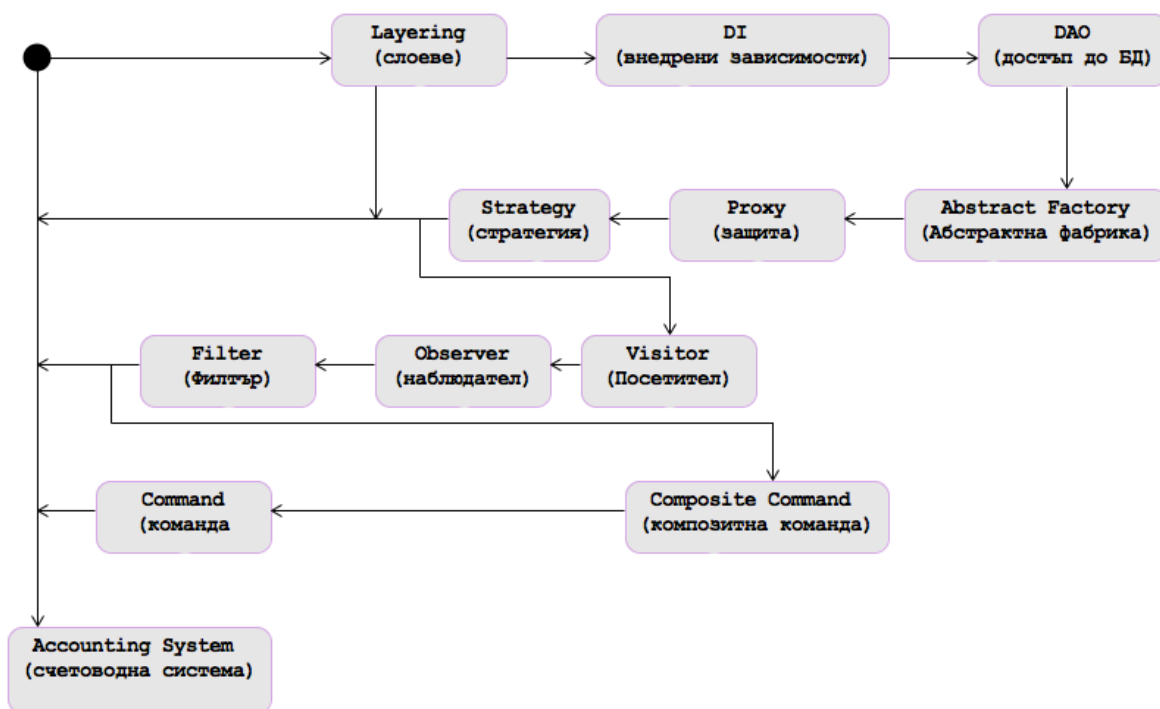 Layering
(слоеве)
DI
(внедрени зависимости)
DAO
(достъп до БД)
Strategy
(стратегия)
Proxy
(защита)
Abstract Factory
(Абстрактна фабрика)
Filter
(Филтър)
Observer
(наблюдател)
Visitor
(Посетител)
Command
(команда
Composite Command
(композитна команда)
Accounting System
(счетоводна система)